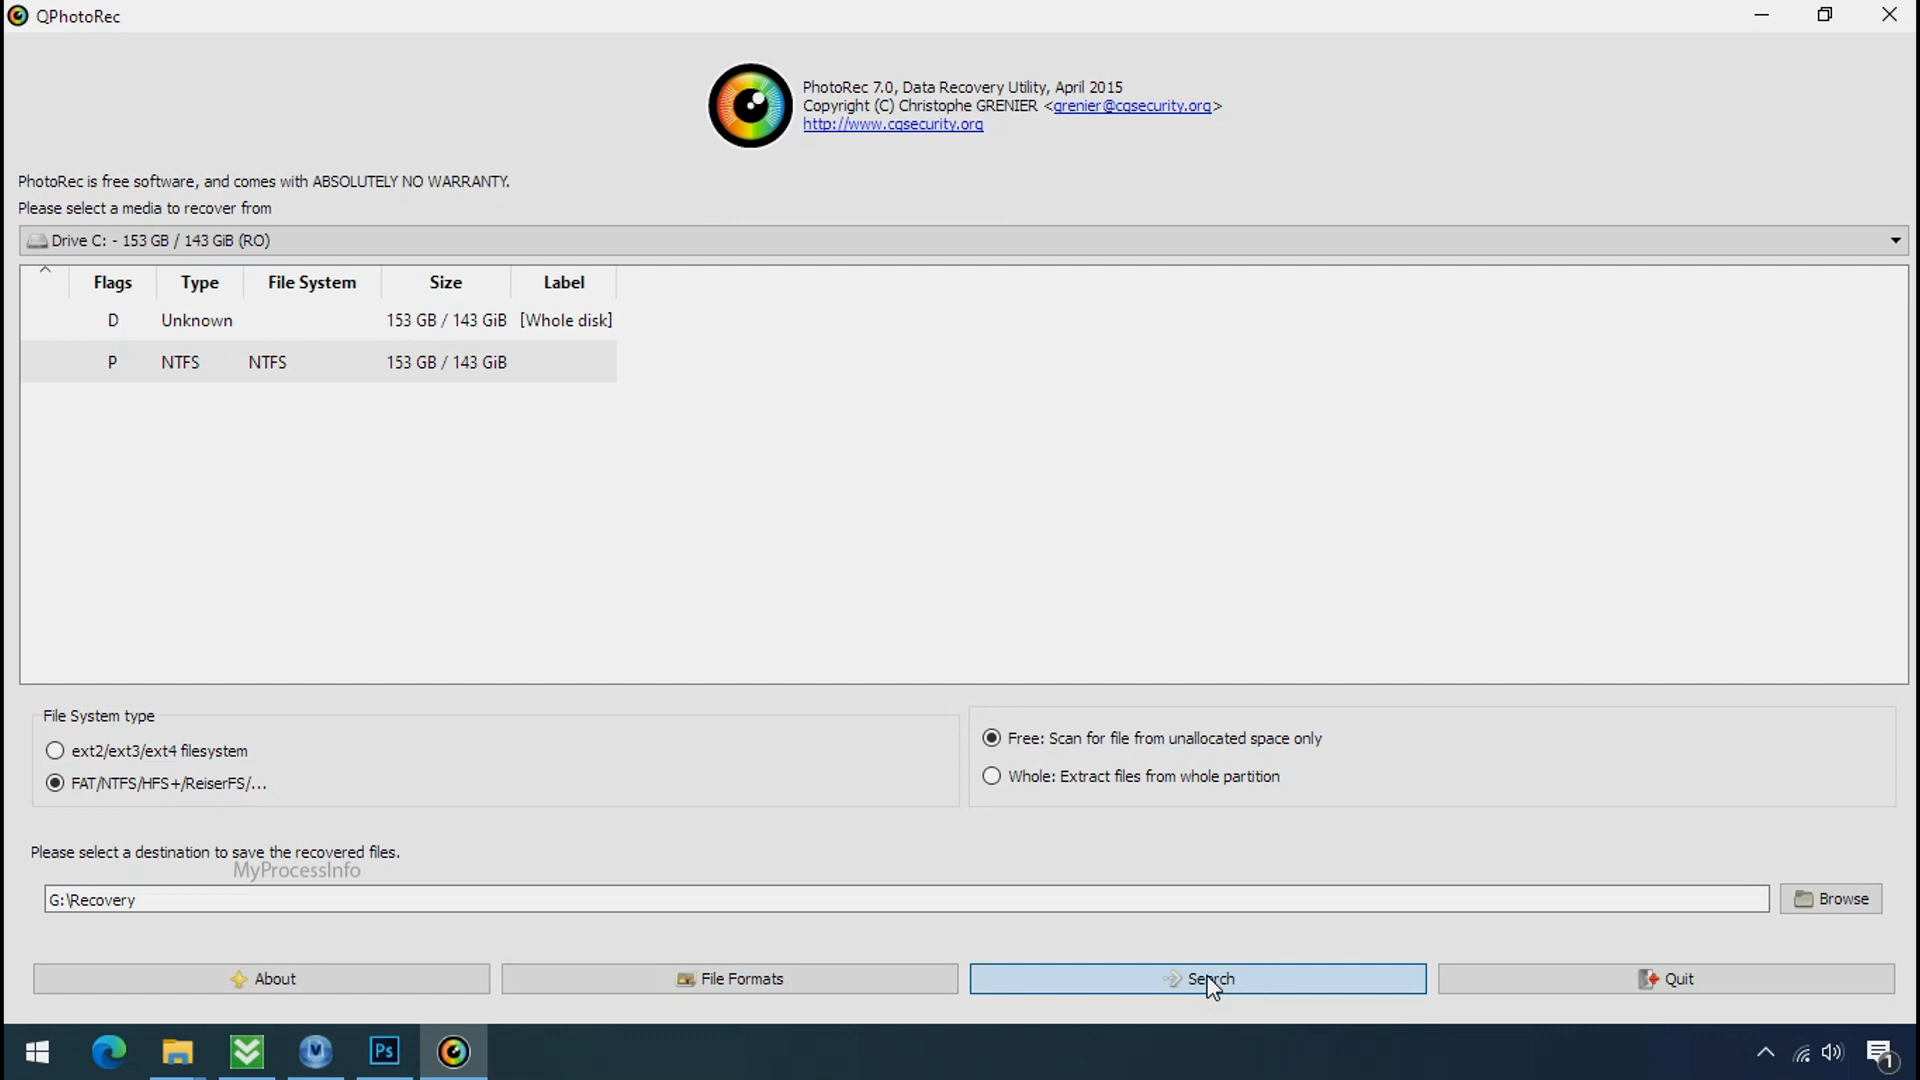 QPhotoRec
PhotoRec 7.0, Data Recovery Utility, April 2015
Copyright (C) Christophe GRENIER <grenier@cgsecurity.org>
http://www.cgsecurity.org
PhotoRec is free software, and comes with ABSOLUTELY NO WARRANTY.
Please select a media to recover from
Drive C: - 153 GB / 143 GiB (RO)
Flags Type File System Size Label
D Unknown 153 GB / 143 GiB [Whole disk]
P NTFS NTFS 153 GB / 143 GiB
File System type
ext2/ext3/ext4 filesystem
FAT/NTFS/HFS+/ReiserFS/...
Free: Scan for file from unallocated space only
Whole: Extract files from whole partition
Please select a destination to save the recovered files.
MyProcessInfo
G:\Recovery
Browse
About File Formats Search Quit
Ps
1